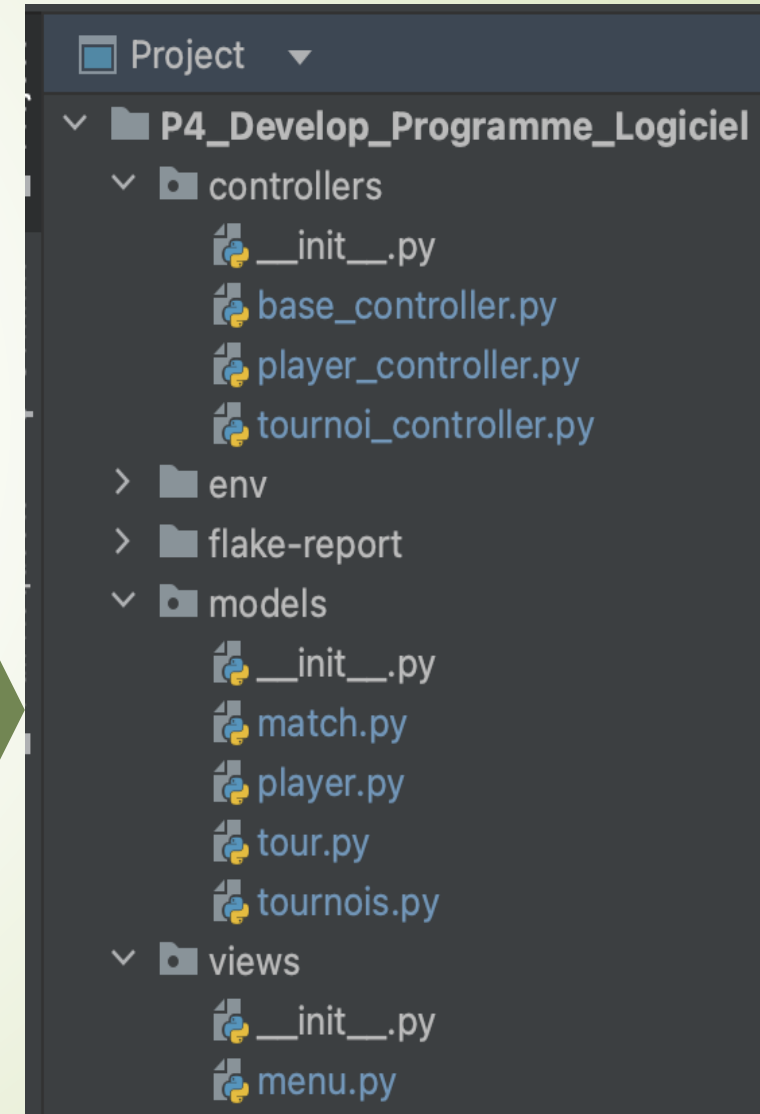 Project
P4_Develop_Programme_Logiciel
controllers
__init__.py
base_controller.py
player_controller.py
tournoi_controller.py
env
flake-report
models
__init__.py
match.py
player.py
tour.py
tournois.py
views
__init__.py
menu.py